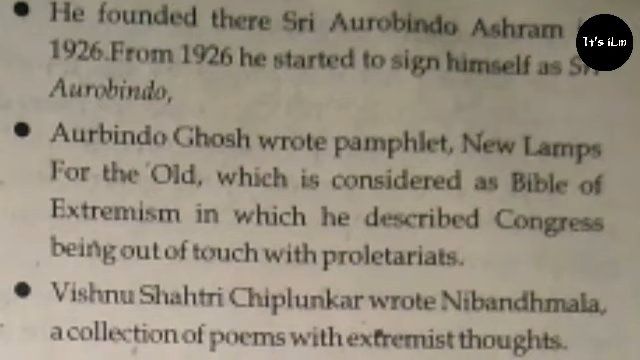 He founded there Sri Aurobindo Ashram
It's iLm
1926.From 1926 he started to sign himself as Sri
Aurobindo,
Aurbindo Ghosh wrote pamphlet, New Lamps
For the Old, which is considered as Bible of
Extremism in which he described Congress
being out of touch with proletariats.
Vishnu Shahtri Chiplunkar wrote Nibandhmala,
a collection of poems with extremist thoughts.